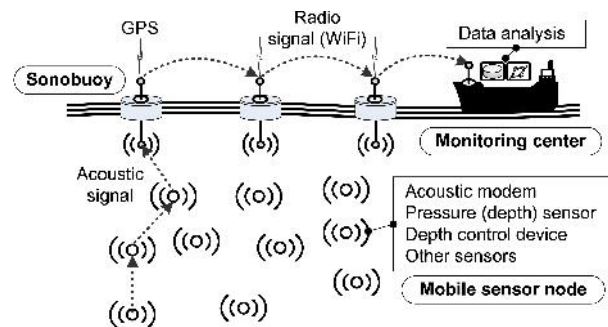 GPS
Radio
signal (WiFi)
Data analysis
Sonobuoy
Monitoring center
Acoustic
signal
Acoustic modem
Pressure (depth) sensor
Depth control device
Other sensors
Mobile sensor node